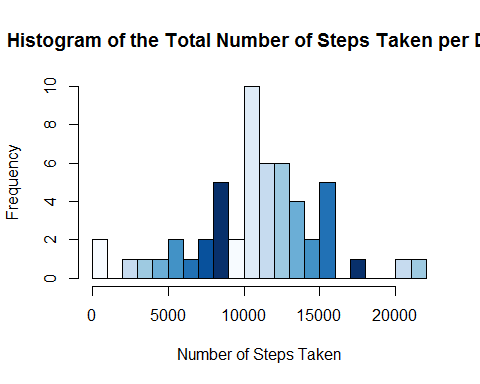 Histogram of the Total Number of Steps Taken per D
Frequency
10
8
6
4
2
0
0 5000 10000 15000 20000
Number of Steps Taken